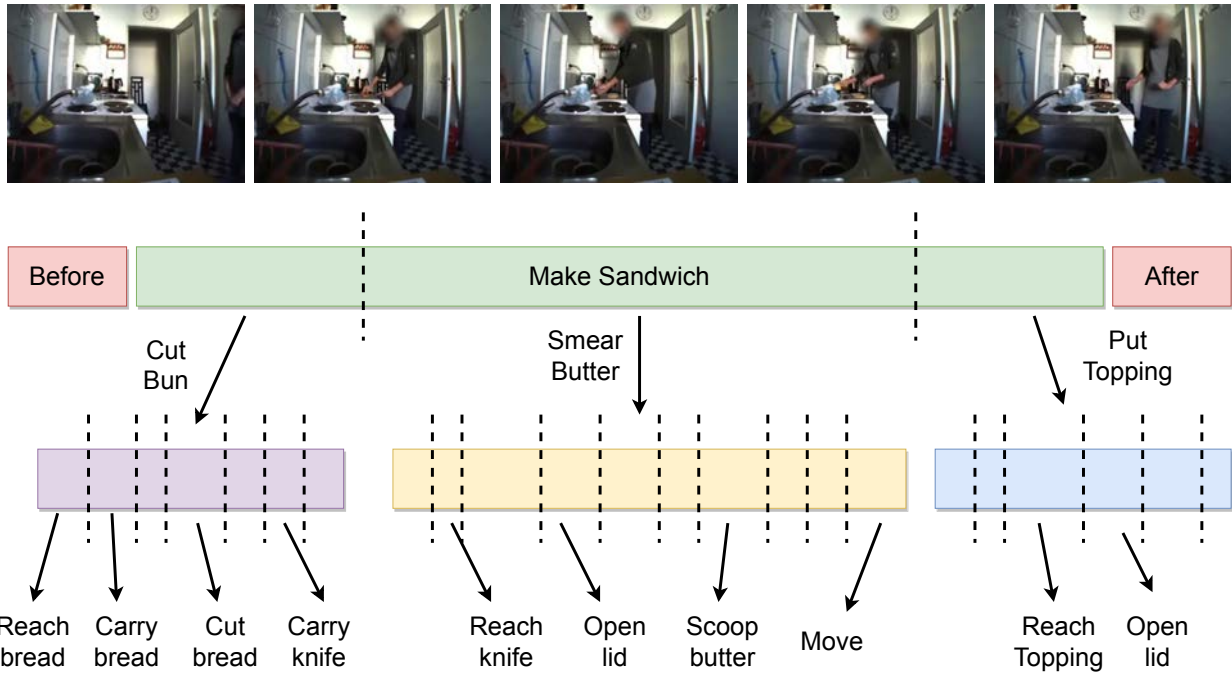 Before
Make Sandwich
After
Cut
Bun
Smear
Butter
Put
Topping
Reach
bread
Carry
bread
Cut
bread
Carry
knife
Reach
knife
Open
lid
Scoop
butter
Move
Reach
Topping
Open
lid